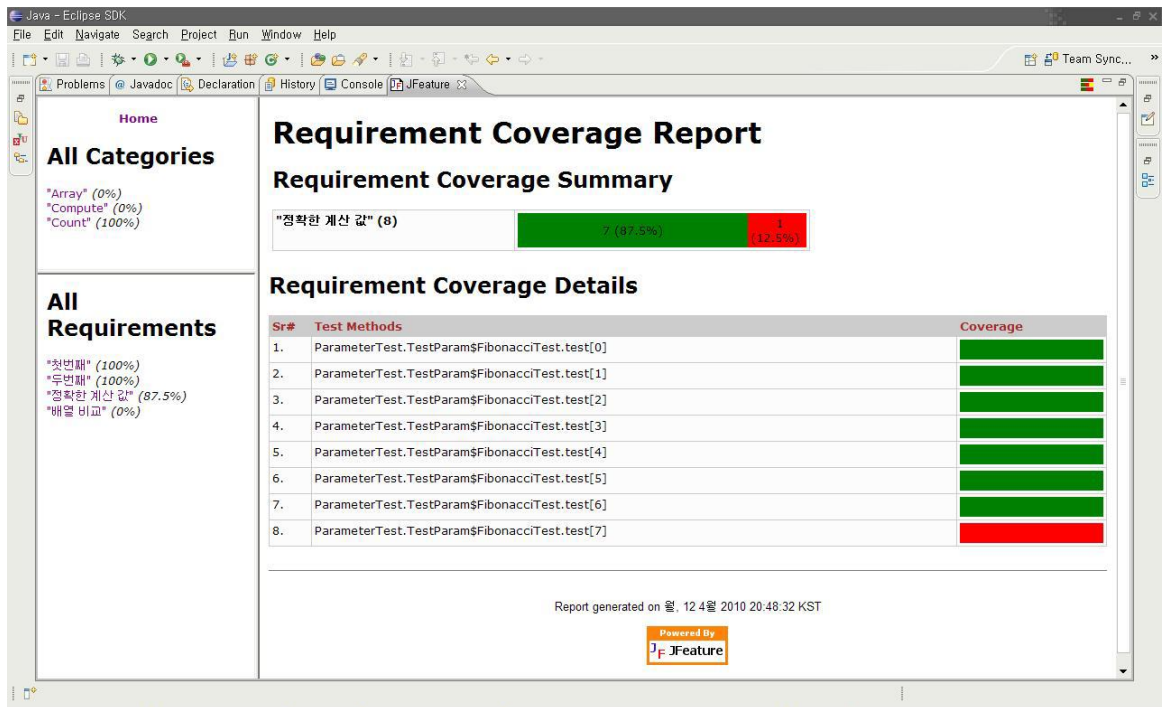 Java - Eclipse SDK
File Edit Navigate Search Project Run Window Help
Team Sync...
Problems @ Javadoc Declaration History Console JFeature
Home
All Categories
"Array" (0%)
"Compute" (0%)
"Count" (100%)
All
Requirements
"첫번째" (100%)
"두번째" (100%)
"정확한 계산 값" (87.5%)
"배열 비교" (0%)
Requirement Coverage Report
Requirement Coverage Summary
"정확한 계산 값" (8)
7 (87.5%)
1
(12.5%)
Requirement Coverage Details
Sr# Test Methods Coverage
1. ParameterTest.TestParam$FibonacciTest.test[0]
2. ParameterTest.TestParam$FibonacciTest.test[1]
3. ParameterTest.TestParam$FibonacciTest.test[2]
4. ParameterTest.TestParam$FibonacciTest.test[3]
5. ParameterTest.TestParam$FibonacciTest.test[4]
6. ParameterTest.TestParam$FibonacciTest.test[5]
7. ParameterTest.TestParam$FibonacciTest.test[6]
8. ParameterTest.TestParam$FibonacciTest.test[7]
Report generated on 월, 12 4월 2010 20:48:32 KST
Powered By
JF JFeature